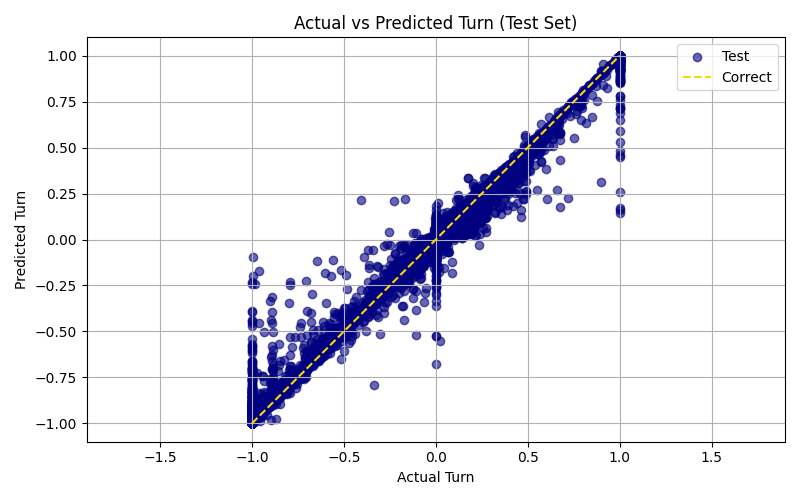 Actual vs Predicted Turn (Test Set)
Test
Correct
Predicted Turn
1.00
0.75
0.50
0.25
0.00
−0.25
−0.50
−0.75
−1.00
−1.5 −1.0 −0.5 0.0 0.5 1.0 1.5
Actual Turn